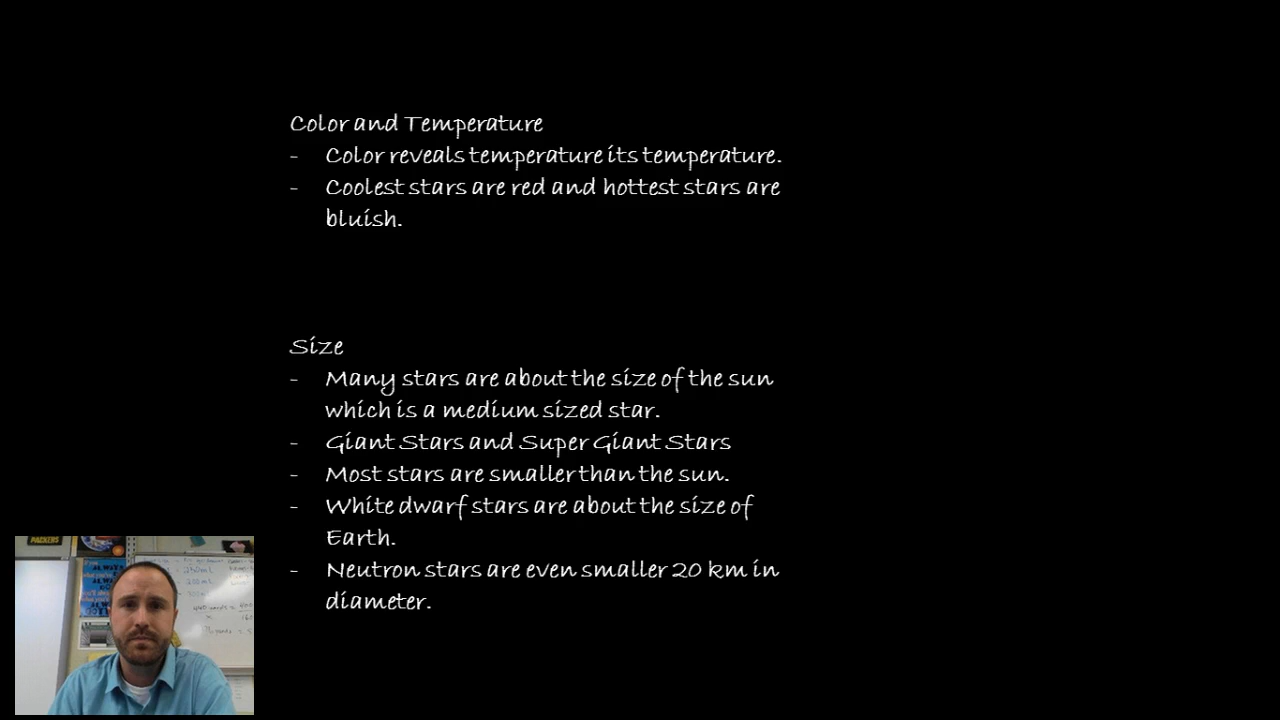 Color and Temperature
- Color reveals temperature its temperature.
- Coolest stars are red and hottest stars are
bluish.
Size
- Many stars are about the size of the sun
which is a medium sized star.
- Giant Stars and Super Giant Stars
- Most stars are smaller than the sun.
- White dwarf stars are about the size of
Earth.
- Neutron stars are even smaller 20 km in
diameter.
PACKERS